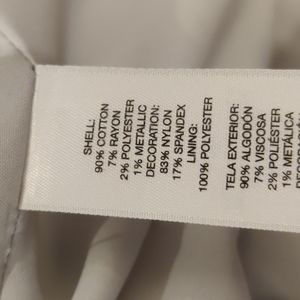 SHELL:
90% COTTON
7% RAYON
2% POLYESTER
1% METALLIC
DECORATION:
83% NYLON
17% SPANDEX
LINING:
100% POLYESTER
TELA EXTERIOR:
90% ALGODÓN
7% VISCOSA
2% POLIÉSTER
1% METÁLICA